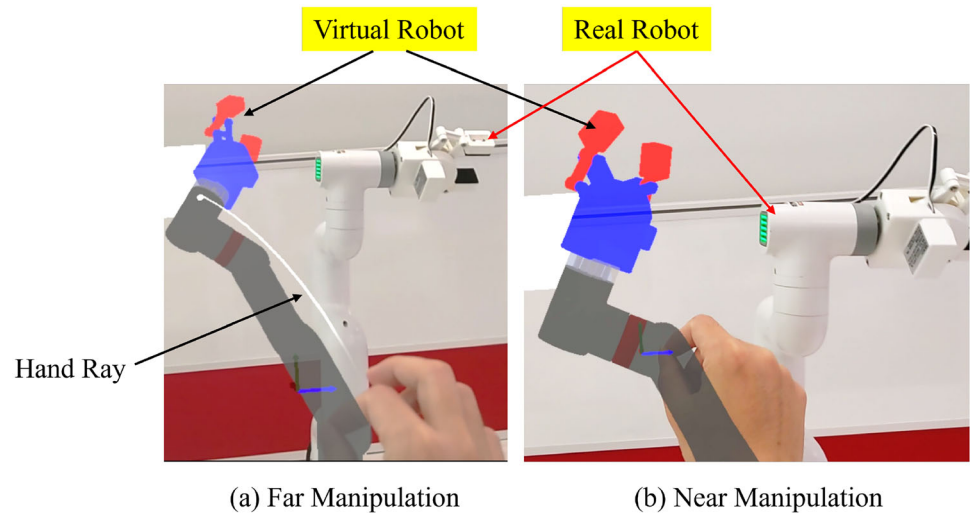 Virtual Robot
Real Robot
Hand Ray
(a) Far Manipulation
(b) Near Manipulation